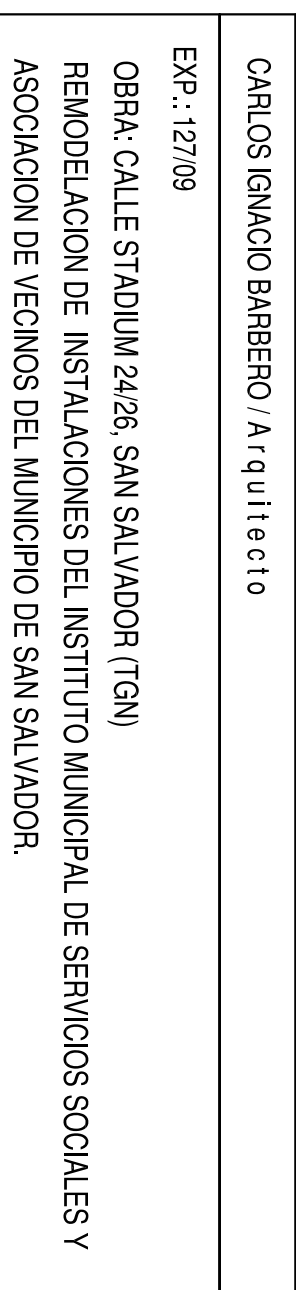 CARLOS IGNACIO BARBERO / A r q u i t e c t o
EXP.: 127/09
OBRA: CALLE STADIUM 24/26, SAN SALVADOR (TGN)
REMODELACION DE INSTALACIONES DEL INSTITUTO MUNICIPAL DE SERVICIOS SOCIALES Y
ASOCIACION DE VECINOS DEL MUNICIPIO DE SAN SALVADOR.